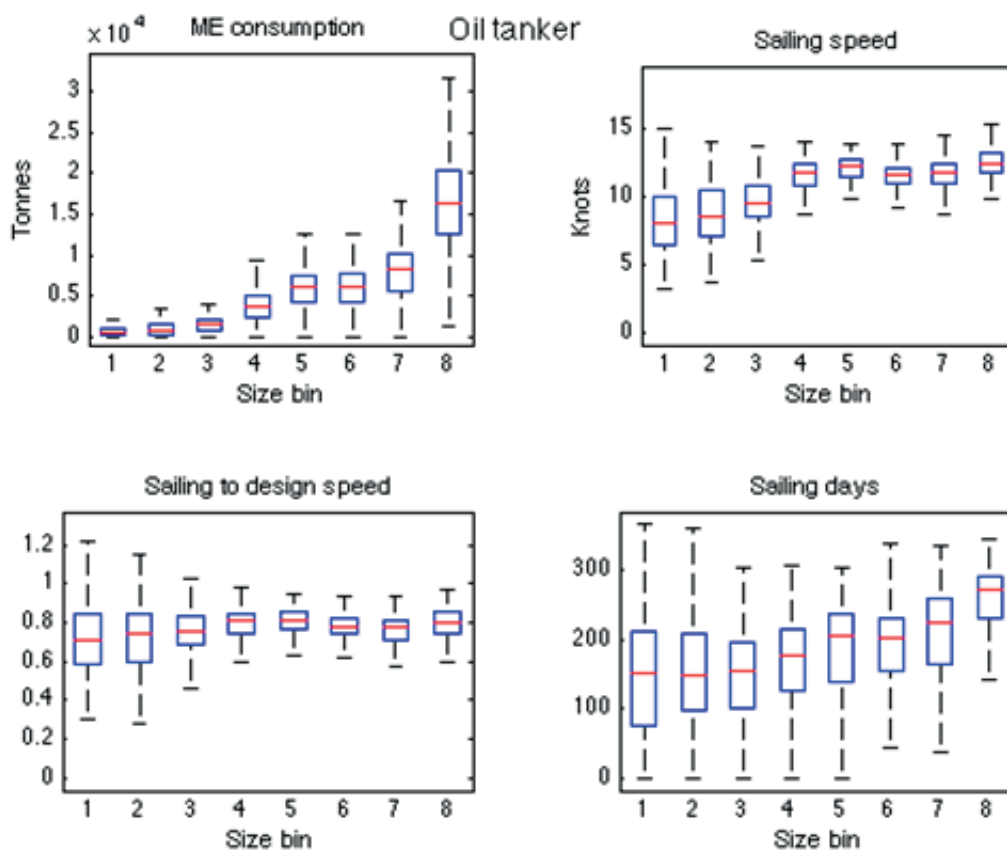 Oil tanker
ME consumption
× 10⁴
3
2.5
2
1.5
1
0.5
0
Tonnes
1 2 3 4 5 6 7 8
Size bin
Sailing speed
15
10
5
0
Knots
1 2 3 4 5 6 7 8
Size bin
Sailing to design speed
1.2
1
0.8
0.6
0.4
0.2
0
1 2 3 4 5 6 7 8
Size bin
Sailing days
300
200
100
0
1 2 3 4 5 6 7 8
Size bin